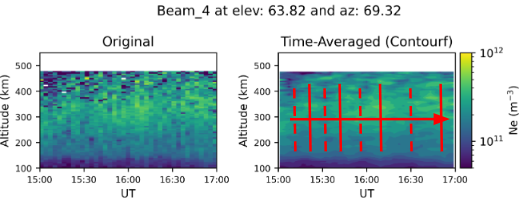 Beam_4 at elev: 63.82 and az: 69.32
Original
Time-Averaged (Contourf)
Altitude (km)
500
400
300
200
100
15:00 15:30 16:00 16:30 17:00
UT
Altitude (km)
500
400
300
200
100
15:00 15:30 16:00 16:30 17:00
UT
10¹²
10¹¹
Ne (m⁻³)